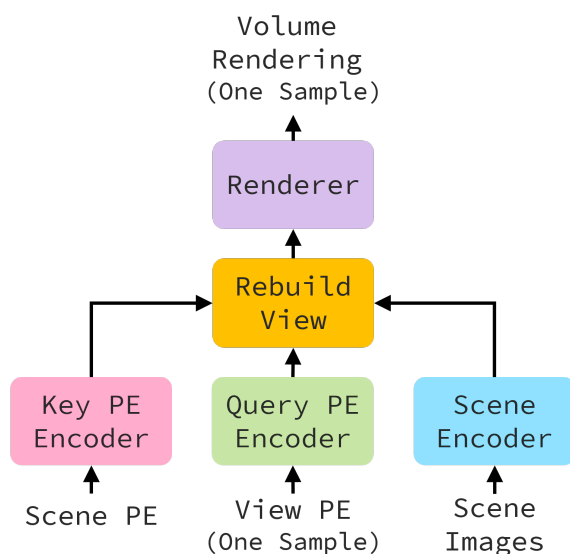 Volume
Rendering
(One Sample)
Renderer
Rebuild
View
Key PE
Encoder
Query PE
Encoder
Scene
Encoder
Scene PE
View PE
(One Sample)
Scene
Images